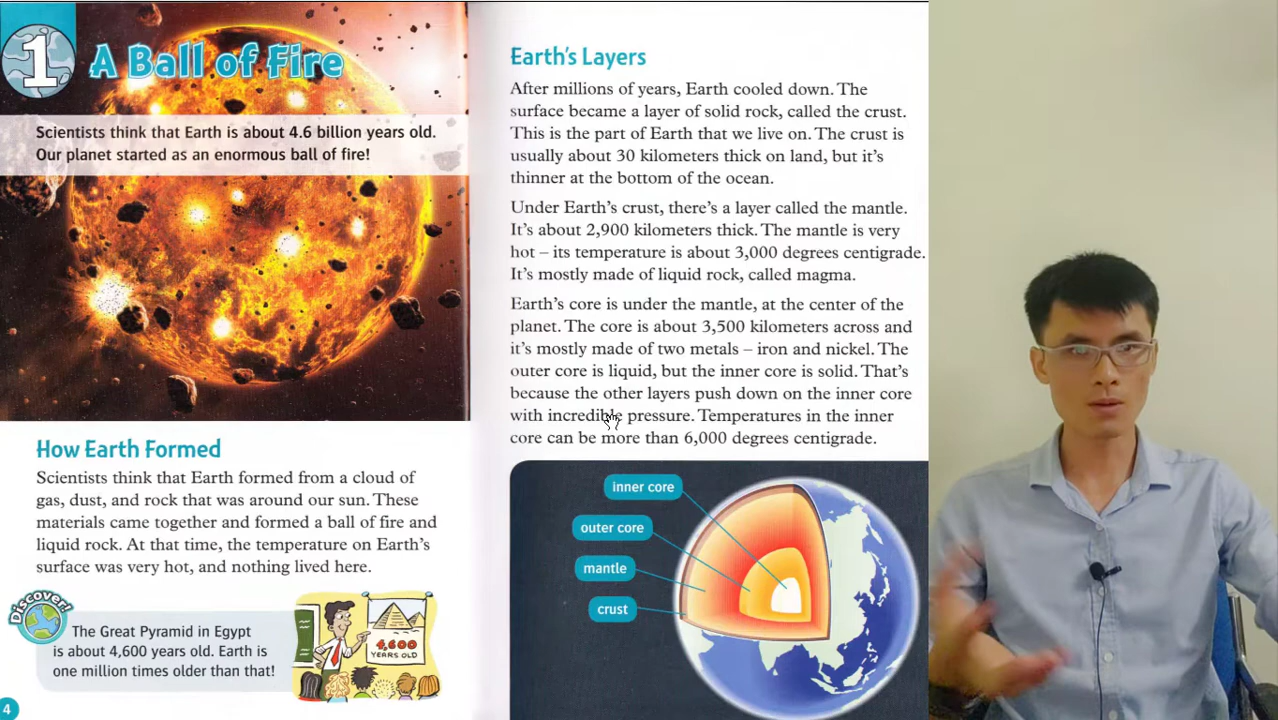 1
A Ball of Fire
Scientists think that Earth is about 4.6 billion years old.
Our planet started as an enormous ball of fire!
How Earth Formed
Scientists think that Earth formed from a cloud of
gas, dust, and rock that was around our sun. These
materials came together and formed a ball of fire and
liquid rock. At that time, the temperature on Earth's
surface was very hot, and nothing lived here.
Discover!
The Great Pyramid in Egypt
is about 4,600 years old. Earth is
one million times older than that!
4,600
YEARS OLD
4
Earth's Layers
After millions of years, Earth cooled down. The
surface became a layer of solid rock, called the crust.
This is the part of Earth that we live on. The crust is
usually about 30 kilometers thick on land, but it's
thinner at the bottom of the ocean.
Under Earth's crust, there's a layer called the mantle.
It's about 2,900 kilometers thick. The mantle is very
hot – its temperature is about 3,000 degrees centigrade.
It's mostly made of liquid rock, called magma.
Earth's core is under the mantle, at the center of the
planet. The core is about 3,500 kilometers across and
it's mostly made of two metals – iron and nickel. The
outer core is liquid, but the inner core is solid. That's
because the other layers push down on the inner core
with incredible pressure. Temperatures in the inner
core can be more than 6,000 degrees centigrade.
inner core
outer core
mantle
crust